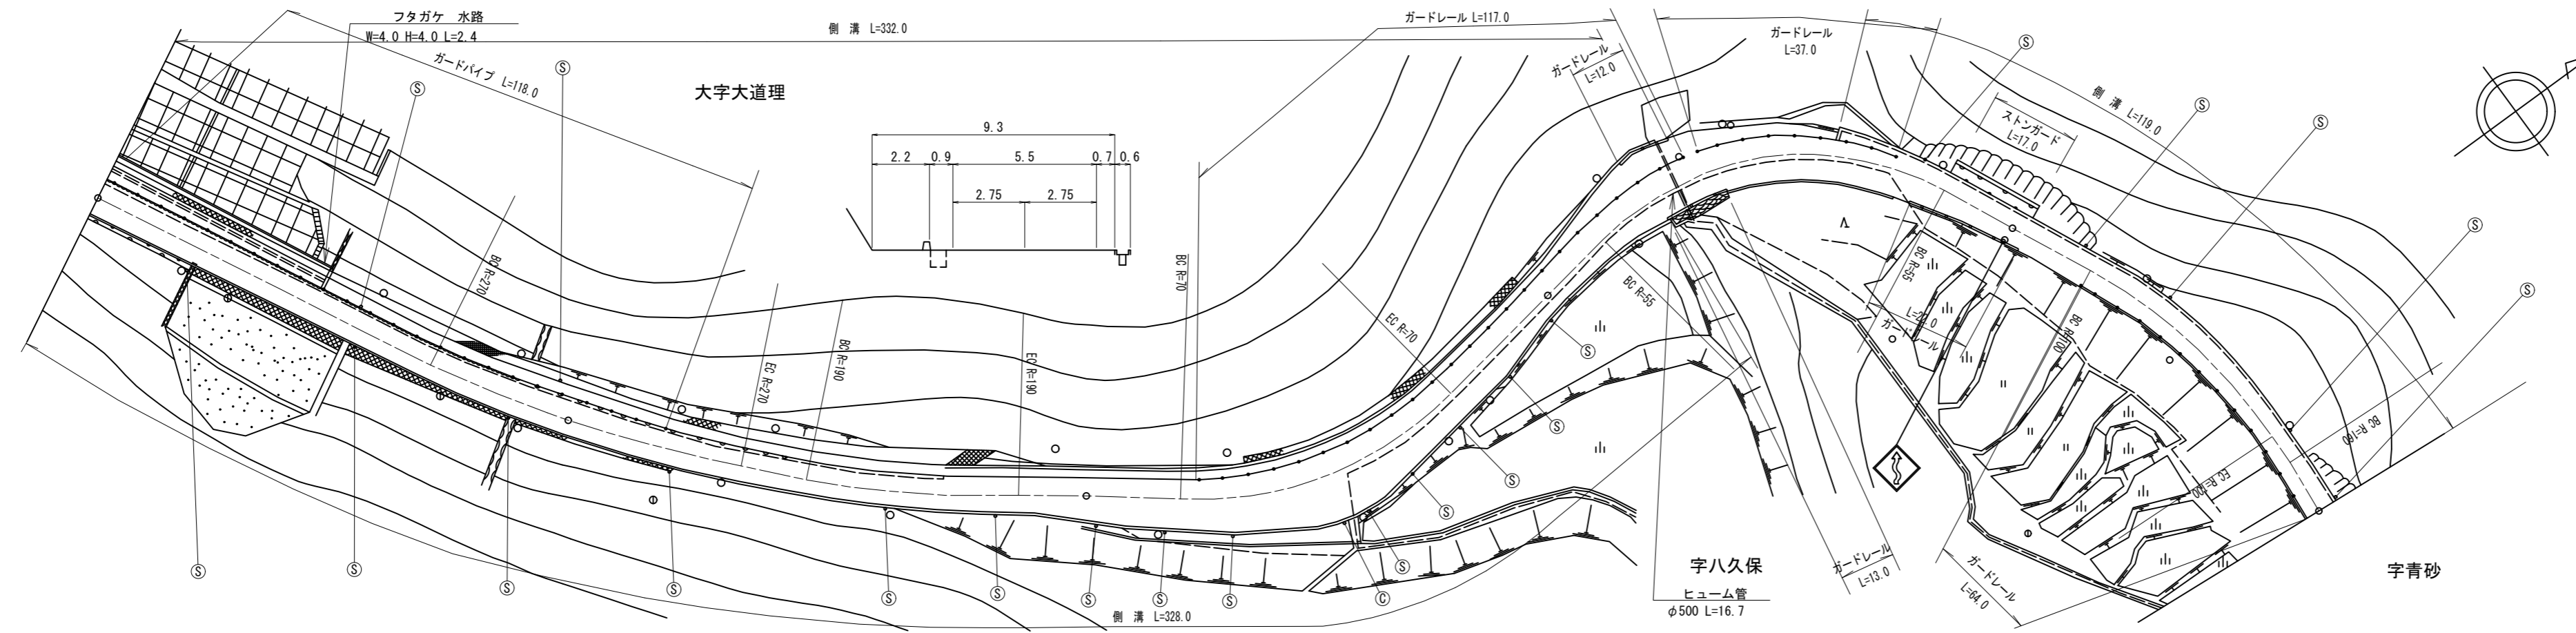 フタガケ 水路
W=4.0 H=4.0 L=2.4
側 溝 L=332.0
ガードレール L=117.0
ガードレール
L=12.0
ガードレール
L=37.0
Ⓢ
側 溝 L=119.0
ストンガード
L=17.0
Ⓢ
Ⓢ
Ⓢ
Ⓢ
ガードパイプ L=118.0
Ⓢ
Ⓢ
大字大道理
9.3
2.2 0.9 5.5 0.7 0.6
2.75 2.75
BC R=270
EC R=270
BC R=190
EC R=190
BC R=70
EC R=70
BC R=55
BC R=55
ガードレール
BC R=100
BC R=160
Ⓢ
Ⓢ
Ⓢ
Ⓢ
Ⓢ
Ⓢ
Ⓢ
Ⓢ
Ⓢ
Ⓢ
Ⓢ
Ⓢ
Ⓢ
Ⓢ
Ⓒ
側 溝 L=328.0
字八久保
ヒューム管
φ500 L=16.7
ガードレール
L=13.0
ガードレール
L=64.0
字青砂